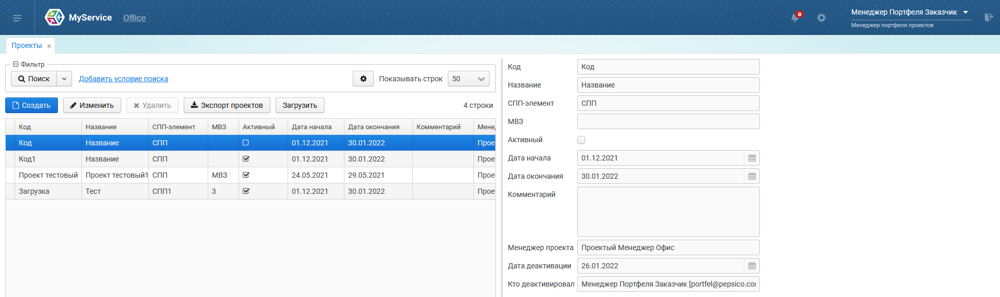 MyService Office
0
Менеджер Портфеля Заказчик
Менеджер портфеля проектов
Проекты ×
Фильтр
Поиск Добавить условие поиска Показывать строк 50
Создать Изменить Удалить Экспорт проектов Загрузить 4 строки
Код Название СПП-элемент МВЗ Активный Дата начала Дата окончания Комментарий Менед
Код Название СПП 01.12.2021 30.01.2022 Прое
Код1 Название СПП 01.12.2021 30.01.2022 Прое
Проект тестовый Проект тестовый1 СПП МВЗ 24.05.2021 29.05.2021 Прое
Загрузка Тест СПП1 3 01.12.2021 30.01.2022 Прое
Код Код
Название Название
СПП-элемент СПП
МВЗ
Активный
Дата начала 01.12.2021
Дата окончания 30.01.2022
Комментарий
Менеджер проекта Проектый Менеджер Офис
Дата деактивации 26.01.2022
Кто деактивировал Менеджер Портфеля Заказчик [portfel@pepsico.com